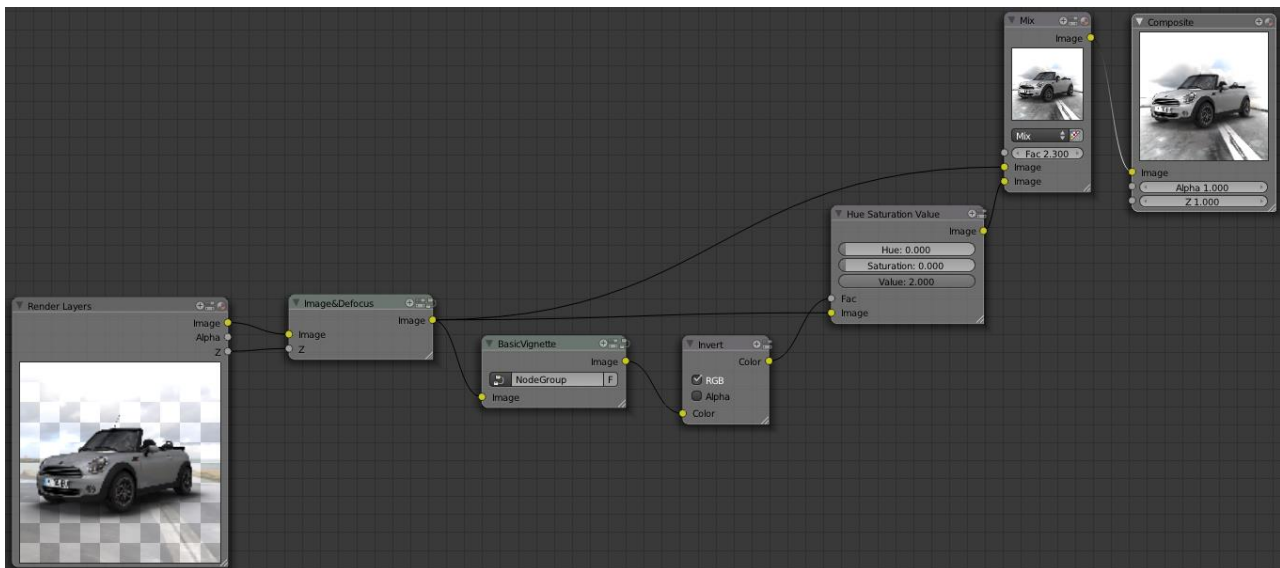 Render Layers
Image
Alpha
Z
Image&Defocus
Image
Image
Z
BasicVignette
Image
NodeGroup
F
Image
Invert
Color
RGB
Alpha
Color
Hue Saturation Value
Image
Hue: 0.000
Saturation: 0.000
Value: 2.000
Fac
Image
Mix
Image
Mix
Fac 2.300
Image
Image
Composite
Image
Alpha 1.000
Z 1.000